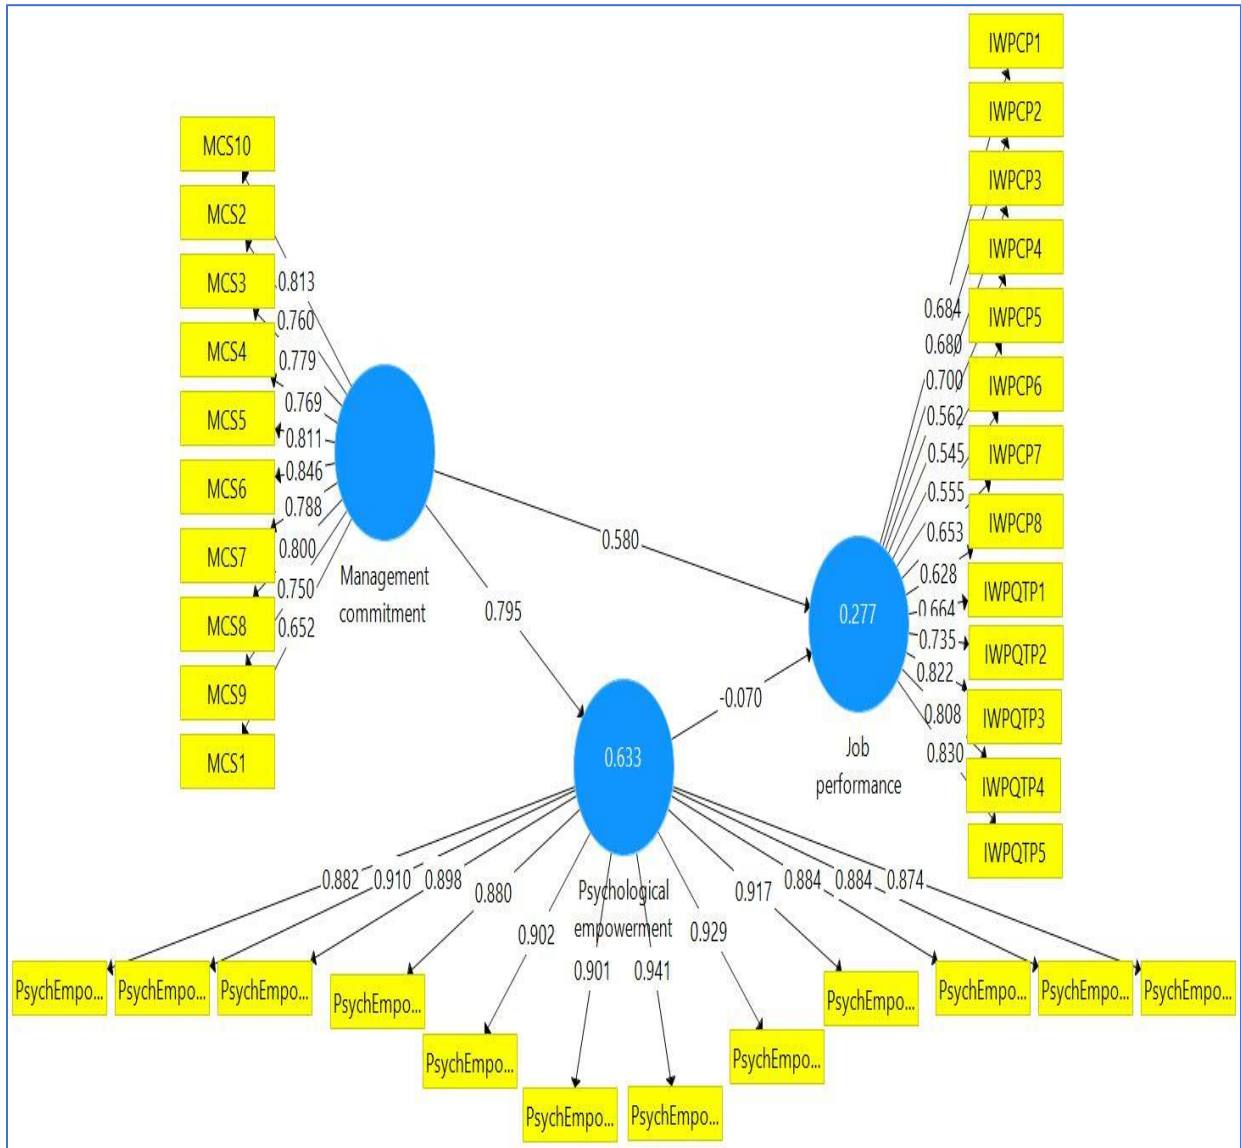 MCS10
MCS2
MCS3
MCS4
MCS5
MCS6
MCS7
MCS8
MCS9
MCS1
0.813
0.760
0.779
0.769
0.811
0.846
0.788
0.800
0.750
0.652
Management
commitment
0.580
0.795
-0.070
0.277
Job
performance
0.633
Psychological
empowerment
IWPCP1
IWPCP2
IWPCP3
IWPCP4
IWPCP5
IWPCP6
IWPCP7
IWPCP8
IWPQTP1
IWPQTP2
IWPQTP3
IWPQTP4
IWPQTP5
0.684
0.680
0.700
0.562
0.545
0.555
0.653
0.628
0.664
0.735
0.822
0.808
0.830
0.882
0.910
0.898
0.880
0.902
0.901
0.941
0.929
0.917
0.884
0.884
0.874
PsychEmpo...
PsychEmpo...
PsychEmpo...
PsychEmpo...
PsychEmpo...
PsychEmpo...
PsychEmpo...
PsychEmpo...
PsychEmpo...
PsychEmpo...
PsychEmpo...
PsychEmpo...